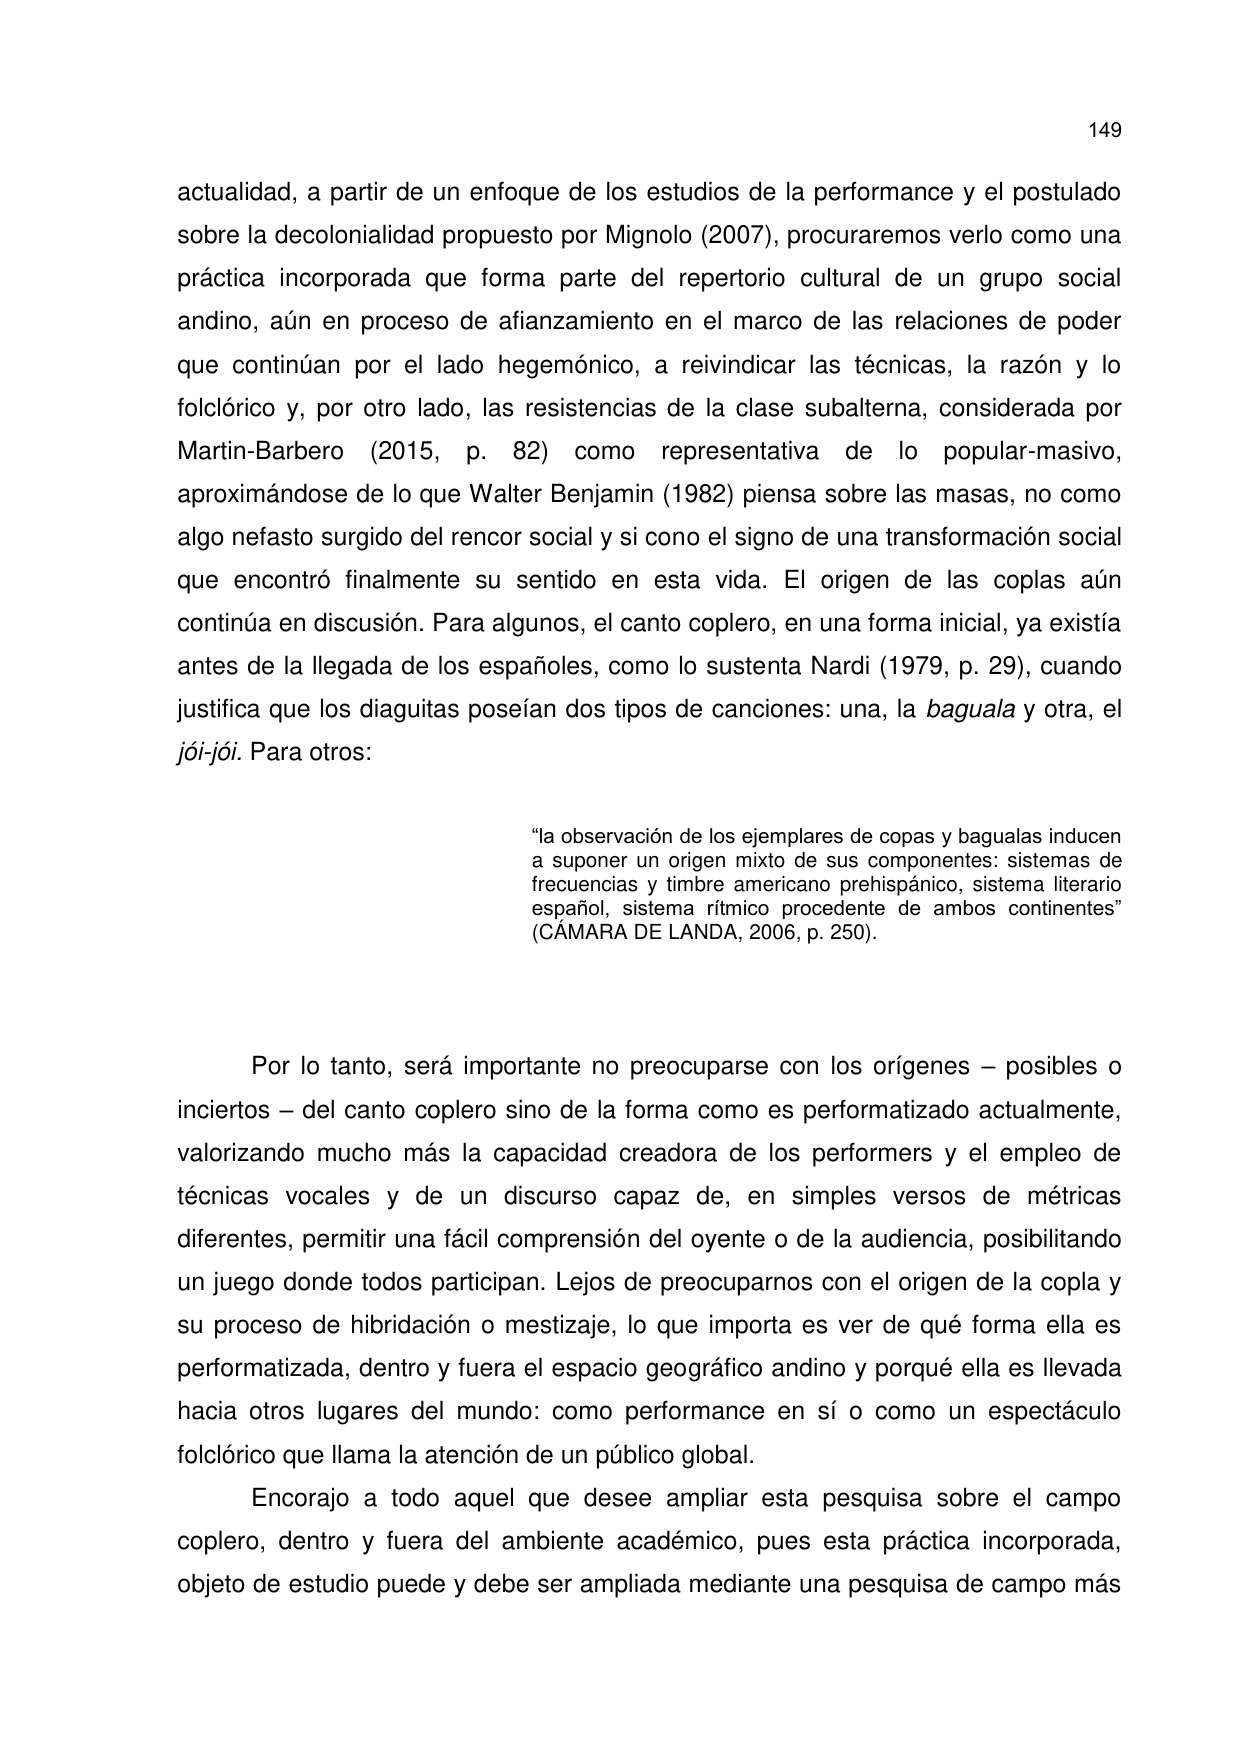 149
actualidad, a partir de un enfoque de los estudios de la performance y el postulado
sobre la decolonialidad propuesto por Mignolo (2007), procuraremos verlo como una
práctica incorporada que forma parte del repertorio cultural de un grupo social
andino, aún en proceso de afianzamiento en el marco de las relaciones de poder
que continúan por el lado hegemónico, a reivindicar las técnicas, la razón y lo
folclórico y, por otro lado, las resistencias de la clase subalterna, considerada por
Martin-Barbero (2015, p. 82) como representativa de lo popular-masivo,
aproximándose de lo que Walter Benjamin (1982) piensa sobre las masas, no como
algo nefasto surgido del rencor social y si cono el signo de una transformación social
que encontró finalmente su sentido en esta vida. El origen de las coplas aún
continúa en discusión. Para algunos, el canto coplero, en una forma inicial, ya existía
antes de la llegada de los españoles, como lo sustenta Nardi (1979, p. 29), cuando
justifica que los diaguitas poseían dos tipos de canciones: una, la baguala y otra, el
jói-jói. Para otros:
“la observación de los ejemplares de copas y bagualas inducen
a suponer un origen mixto de sus componentes: sistemas de
frecuencias y timbre americano prehispánico, sistema literario
español, sistema rítmico procedente de ambos continentes”
(CÁMARA DE LANDA, 2006, p. 250).
Por lo tanto, será importante no preocuparse con los orígenes – posibles o
inciertos – del canto coplero sino de la forma como es performatizado actualmente,
valorizando mucho más la capacidad creadora de los performers y el empleo de
técnicas vocales y de un discurso capaz de, en simples versos de métricas
diferentes, permitir una fácil comprensión del oyente o de la audiencia, posibilitando
un juego donde todos participan. Lejos de preocuparnos con el origen de la copla y
su proceso de hibridación o mestizaje, lo que importa es ver de qué forma ella es
performatizada, dentro y fuera el espacio geográfico andino y porqué ella es llevada
hacia otros lugares del mundo: como performance en sí o como un espectáculo
folclórico que llama la atención de un público global.
Encorajo a todo aquel que desee ampliar esta pesquisa sobre el campo
coplero, dentro y fuera del ambiente académico, pues esta práctica incorporada,
objeto de estudio puede y debe ser ampliada mediante una pesquisa de campo más